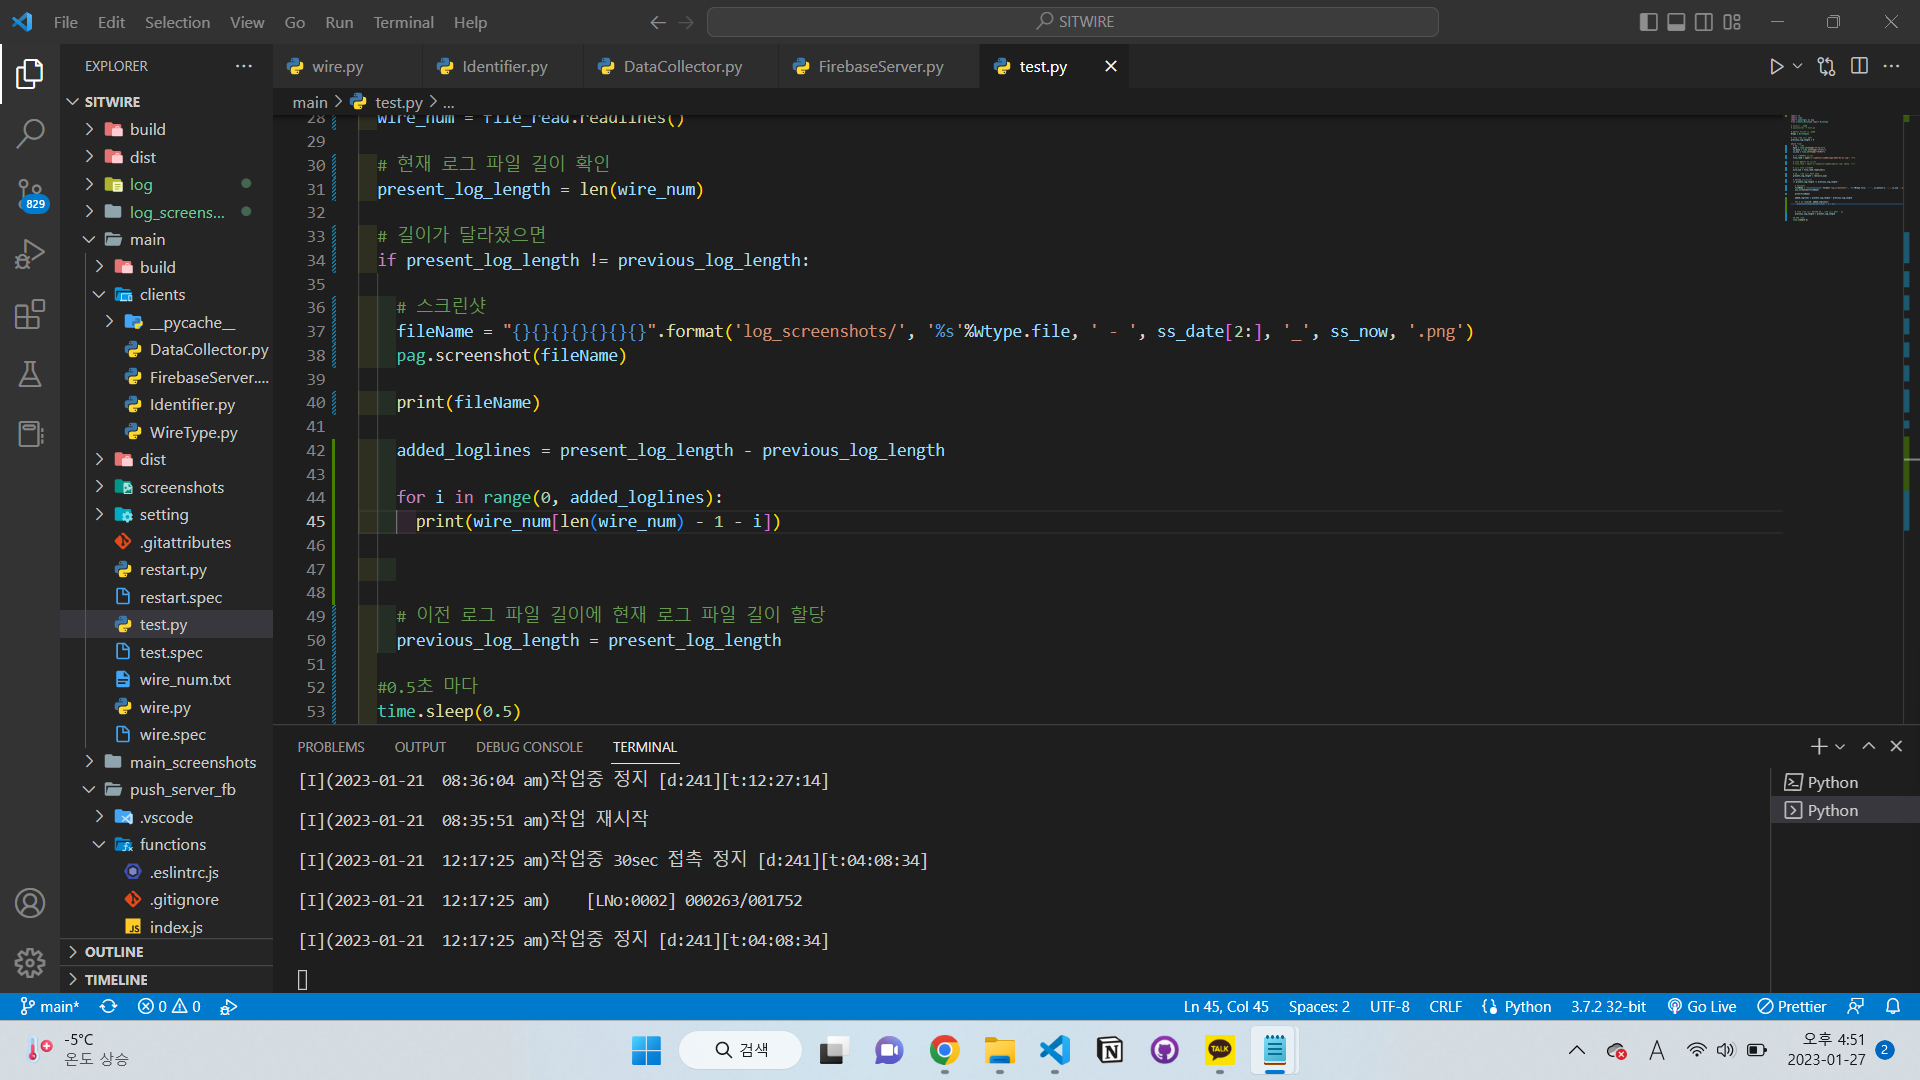 File Edit Selection View Go Run Terminal Help
SITWIRE
EXPLORER
wire.py
Identifier.py
DataCollector.py
FirebaseServer.py
test.py
main > test.py > ...
SITWIRE
build
dist
log
log_screens...
main
build
clients
__pycache__
DataCollector.py
FirebaseServer....
Identifier.py
WireType.py
dist
screenshots
setting
.gitattributes
restart.py
restart.spec
test.py
test.spec
wire_num.txt
wire.py
wire.spec
main_screenshots
push_server_fb
.vscode
functions
.eslintrc.js
.gitignore
index.js
OUTLINE
TIMELINE
829
28 wire_num = file_read.readlines()
29
30 # 현재 로그 파일 길이 확인
31 present_log_length = len(wire_num)
32
33 # 길이가 달라졌으면
34 if present_log_length != previous_log_length:
35
36 # 스크린샷
37 fileName = "{}{}{}{}{}{}{}".format('log_screenshots/', '%s'%Wtype.file, ' - ', ss_date[2:], '_', ss_now, '.png')
38 pag.screenshot(fileName)
39
40 print(fileName)
41
42 added_loglines = present_log_length - previous_log_length
43
44 for i in range(0, added_loglines):
45 print(wire_num[len(wire_num) - 1 - i])
46
47
48
49 # 이전 로그 파일 길이에 현재 로그 파일 길이 할당
50 previous_log_length = present_log_length
51
52 #0.5초 마다
53 time.sleep(0.5)
PROBLEMS OUTPUT DEBUG CONSOLE TERMINAL
[I](2023-01-21  08:36:04 am)작업중 정지 [d:241][t:12:27:14]
[I](2023-01-21  08:35:51 am)작업 재시작
[I](2023-01-21  12:17:25 am)작업중 30sec 접촉 정지 [d:241][t:04:08:34]
[I](2023-01-21  12:17:25 am)    [LNo:0002] 000263/001752
[I](2023-01-21  12:17:25 am)작업중 정지 [d:241][t:04:08:34]
Python
Python
main* 0 0 Ln 45, Col 45 Spaces: 2 UTF-8 CRLF Python 3.7.2 32-bit Go Live Prettier
-5°C
온도 상승
검색
TALK
A
오후 4:51
2023-01-27
2